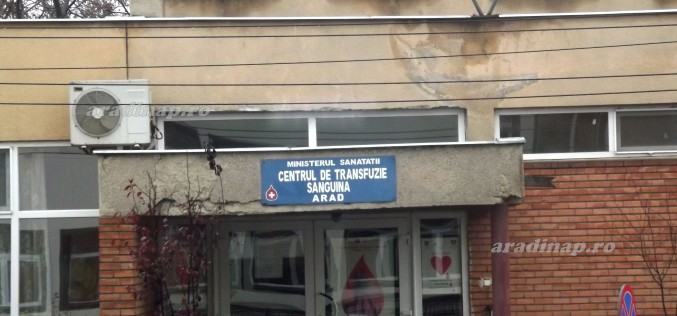 aradinap.ro
MINISTERUL SANATATII
CENTRUL DE TRANSFUZIE
SANGUINA
ARAD
aradinap.ro